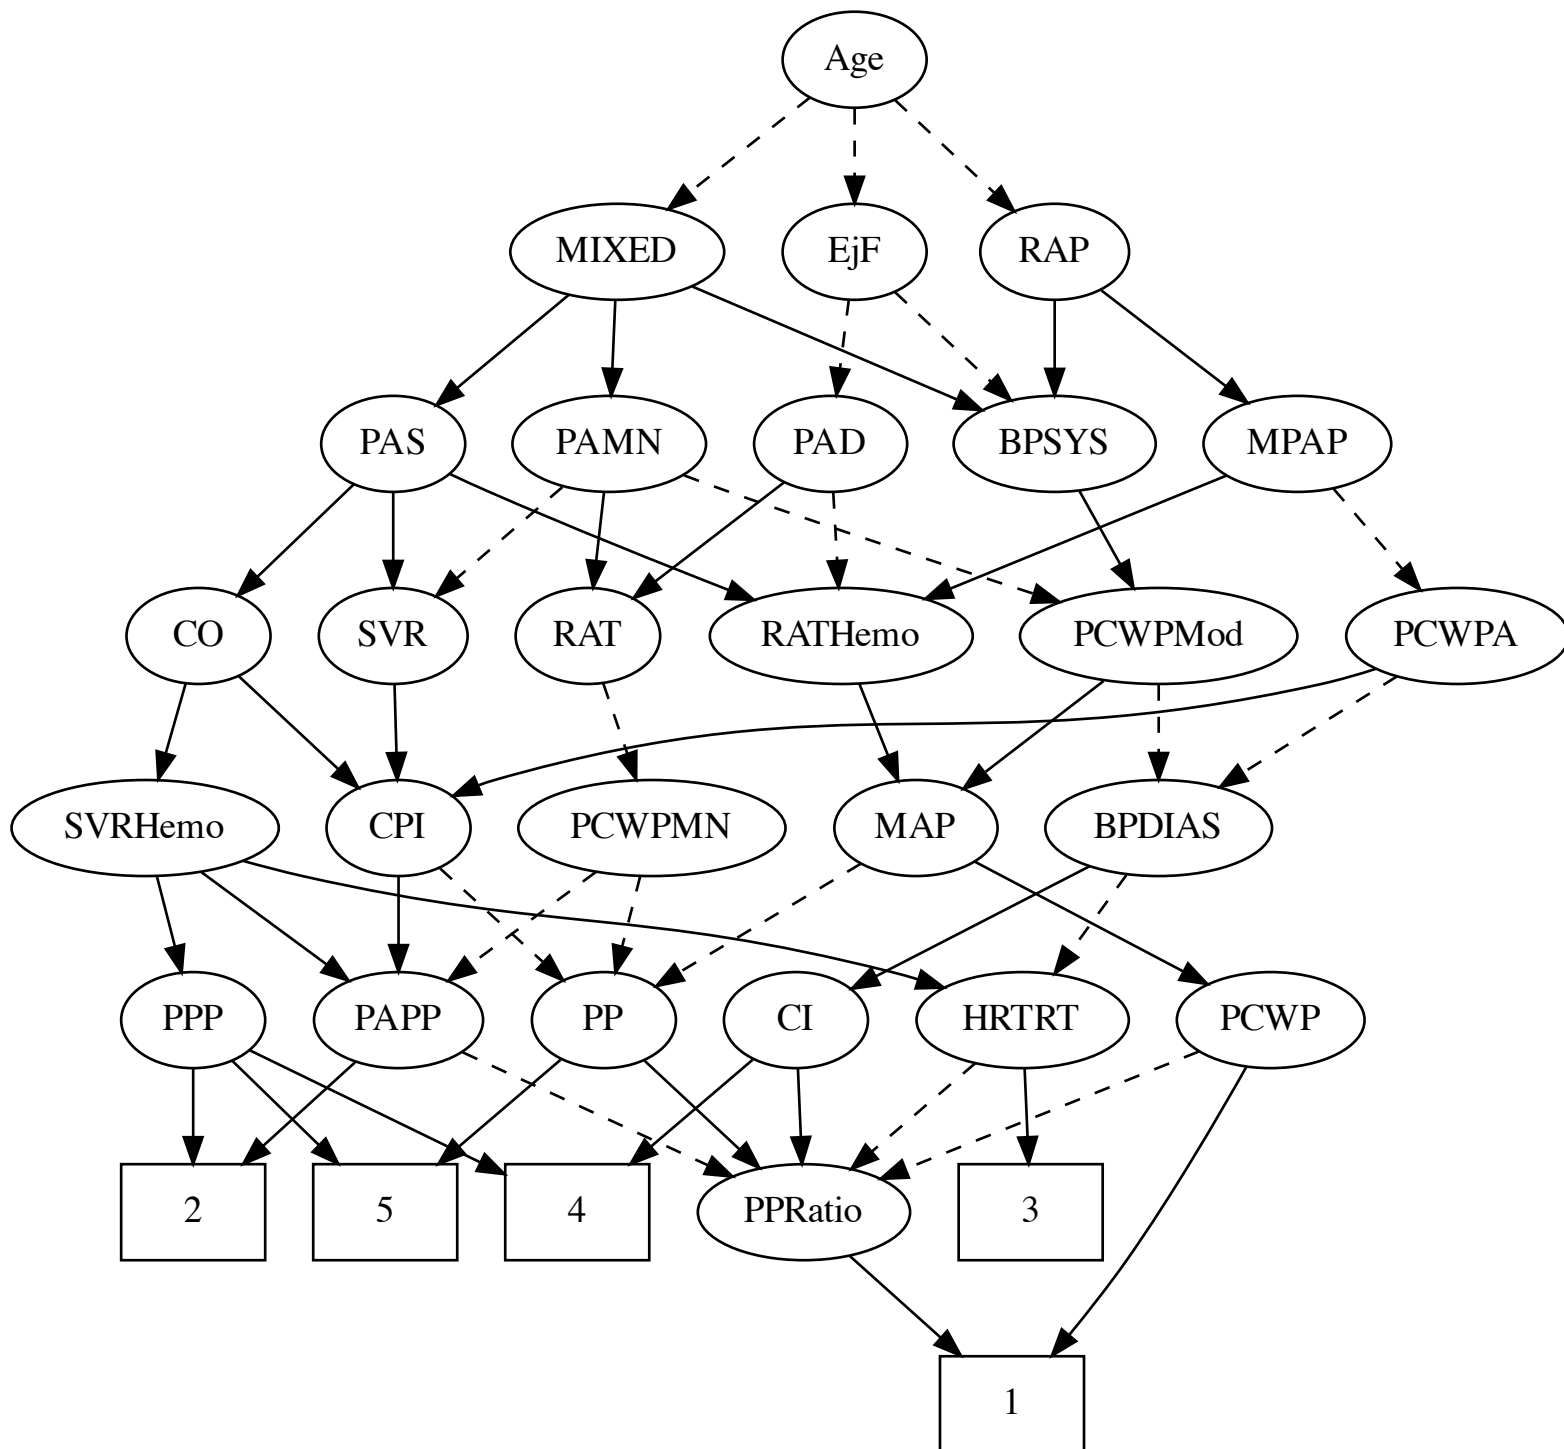 Age
MIXED
EjF
RAP
PAS
PAMN
PAD
BPSYS
MPAP
CO
SVR
RAT
RATHemo
PCWPMod
PCWPA
SVRHemo
CPI
PCWPMN
MAP
BPDIAS
PPP
PAPP
PP
CI
HRTRT
PCWP
2
5
4
PPRatio
3
1